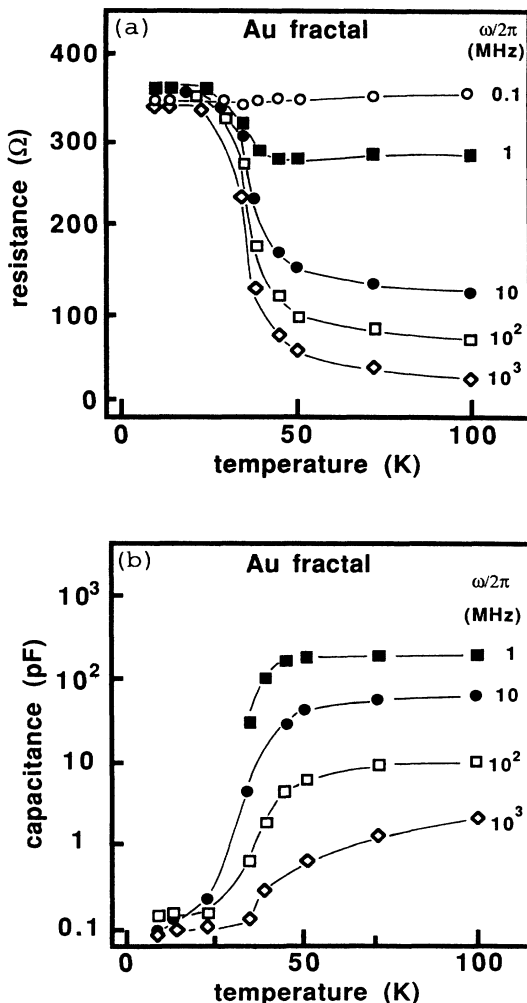 (a)
Au fractal
ω/2π
(MHz)
400
300
200
100
0
resistance (Ω)
0.1
1
10
10²
10³
0
50
100
temperature (K)
(b)
Au fractal
ω/2π
(MHz)
10³
10²
10
1
0.1
capacitance (pF)
1
10
10²
10³
0
50
100
temperature (K)